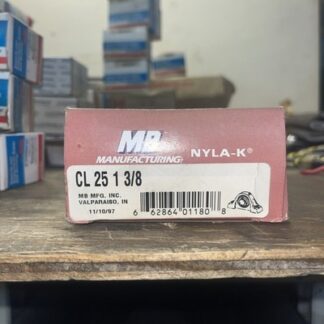 MB
MANUFACTURING NYLA-K®
CL 25 1 3/8
MB MFG. INC.
VALPARAISO, IN
11/10/97
6 62864 01180 8